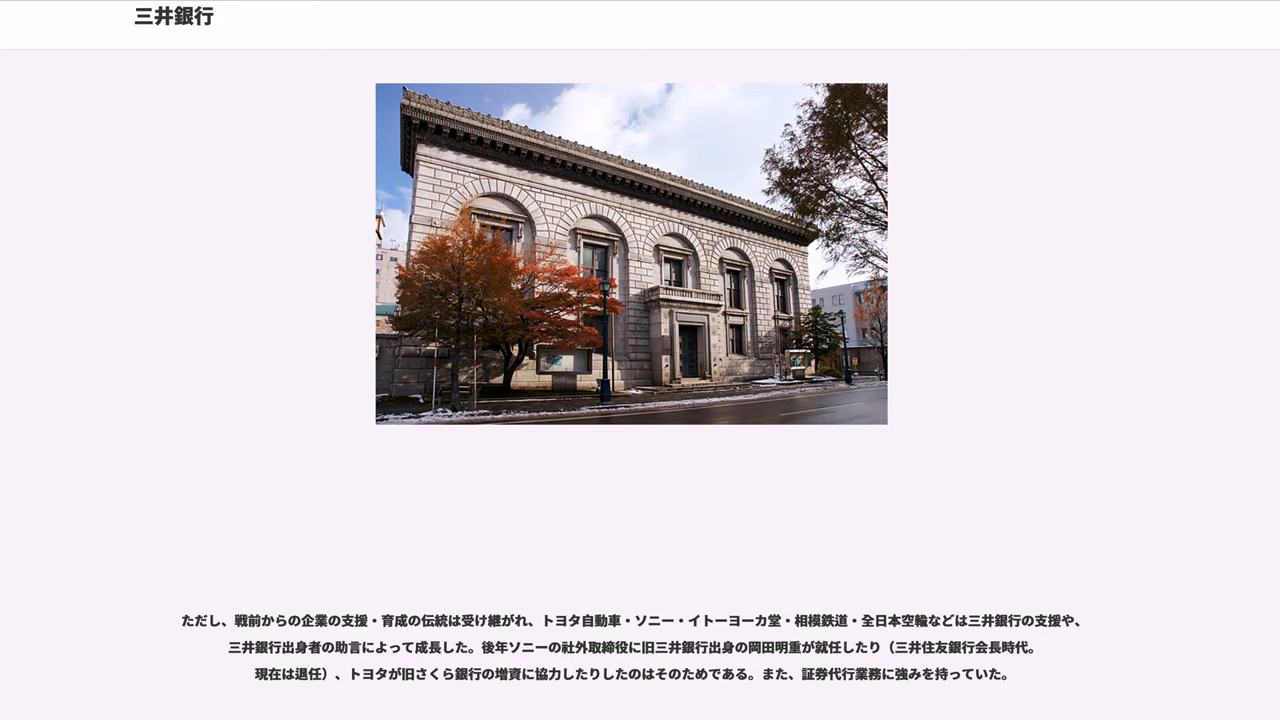 三井銀行
ただし、戦前からの企業の支援・育成の伝統は受け継がれ、トヨタ自動車・ソニー・イトーヨーカ堂・相模鉄道・全日本空輸などは三井銀行の支援や、
三井銀行出身者の助言によって成長した。後年ソニーの社外取締役に旧三井銀行出身の岡田明重が就任したり（三井住友銀行会長時代。
現在は退任）、トヨタが旧さくら銀行の増資に協力したりしたのはそのためである。また、証券代行業務に強みを持っていた。